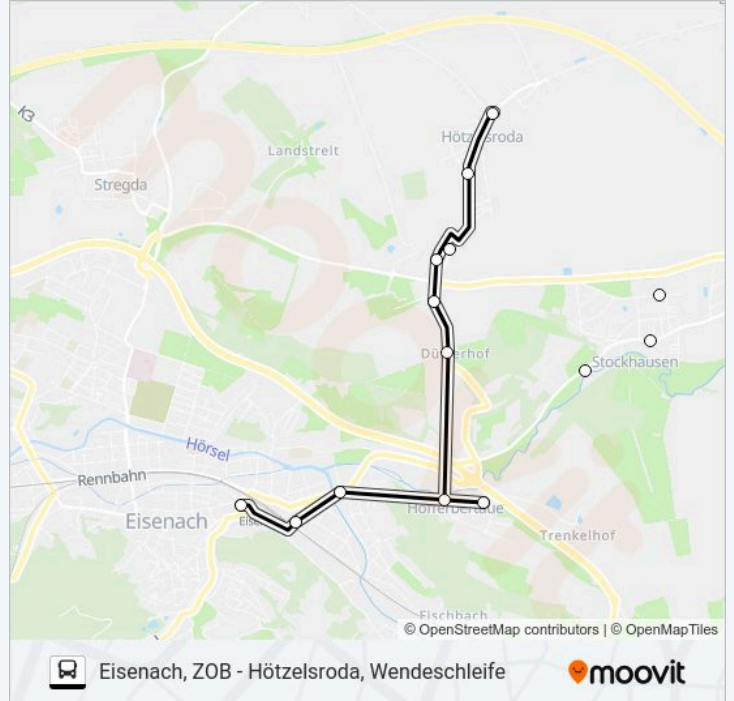 K3
Hötzelsroda
Landstreit
Stregda
Dürrerhof
Stockhausen
Hörsel
Rennbahn
Eisenach
Hofferbertaue
Trenkelhof
Fischbach
© OpenStreetMap contributors | © OpenMapTiles
Eisenach, ZOB - Hötzelsroda, Wendeschleife
moovit